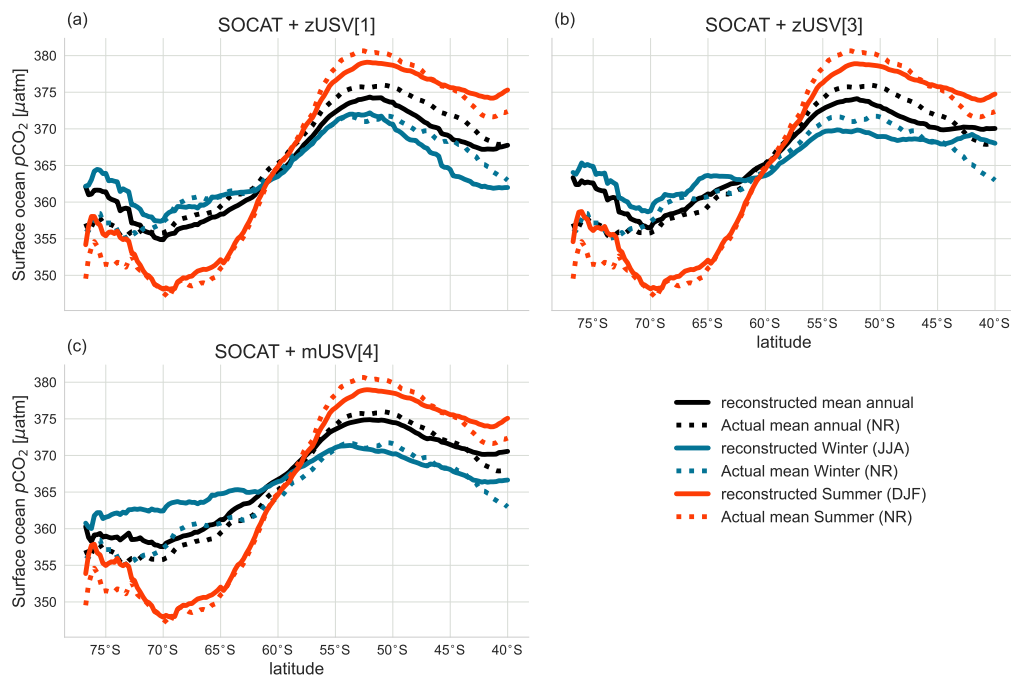 (a)
SOCAT + zUSV[1]
380
375
370
365
360
355
350
Surface ocean pCO₂ [μatm]
(b)
SOCAT + zUSV[3]
75°S 70°S 65°S 60°S 55°S 50°S 45°S 40°S
latitude
(c)
SOCAT + mUSV[4]
380
375
370
365
360
355
350
Surface ocean pCO₂ [μatm]
75°S 70°S 65°S 60°S 55°S 50°S 45°S 40°S
latitude
reconstructed mean annual
Actual mean annual (NR)
reconstructed Winter (JJA)
Actual mean Winter (NR)
reconstructed Summer (DJF)
Actual mean Summer (NR)